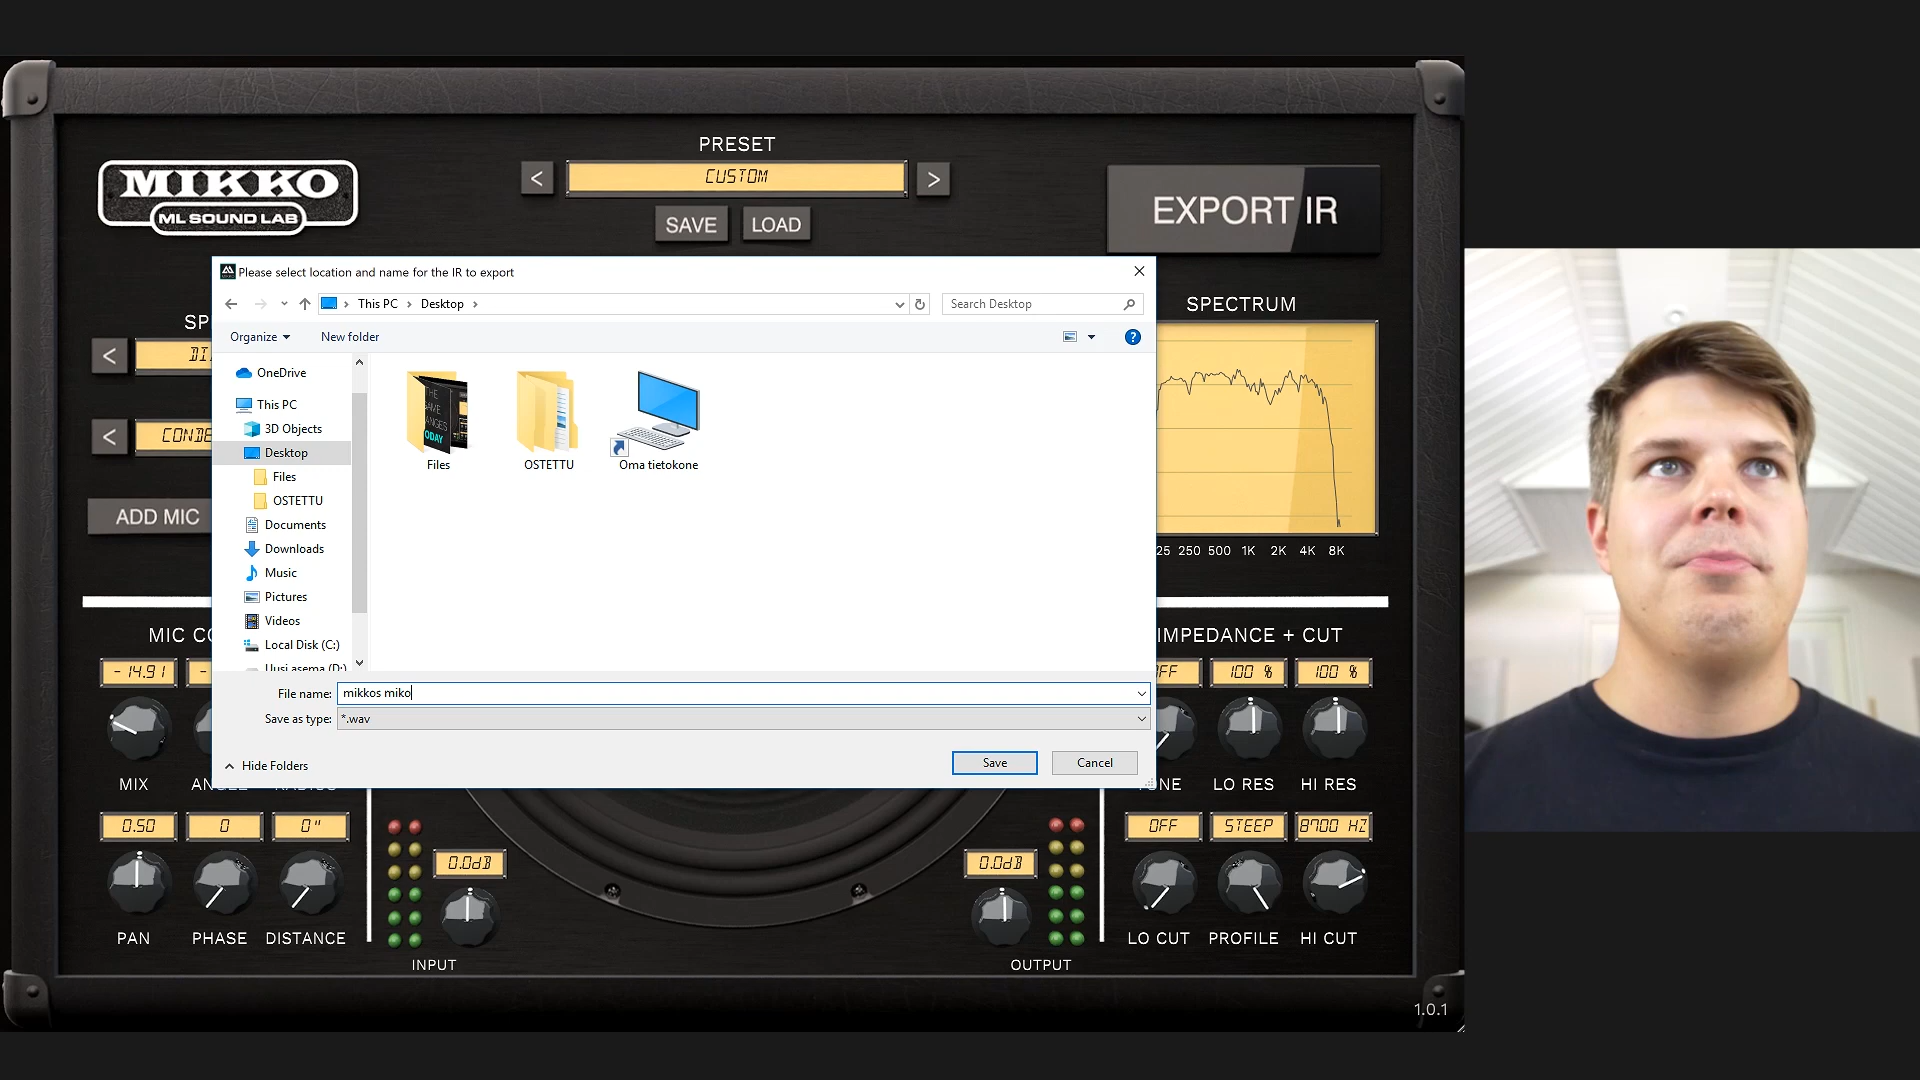 PRESET
MIKKO
ML SOUND LAB
<
CUSTOM
>
SAVE
LOAD
EXPORT IR
Please select location and name for the IR to export
This PC
Desktop
Search Desktop
Organize
New folder
OneDrive
This PC
3D Objects
Desktop
Files
OSTETTU
Documents
Downloads
Music
Pictures
Videos
Local Disk (C:)
Uusi asema (D:)
TODAY
Files
OSTETTU
Oma tietokone
File name:
mikkos miko
Save as type:
*.wav
Hide Folders
Save
Cancel
<
<
ADD MIC
SPECTRUM
250 500 1K 2K 4K 8K
MIC
-14.91
MIX
0.50
0
0"
PAN
PHASE
DISTANCE
0.0dB
INPUT
0.0dB
OUTPUT
IMPEDANCE + CUT
100 %
100 %
LO RES
HI RES
OFF
STEEP
8700 HZ
LO CUT
PROFILE
HI CUT
1.0.1